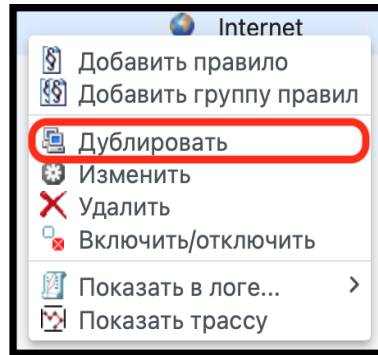 Internet
Добавить правило
Добавить группу правил
Дублировать
Изменить
Удалить
Включить/отключить
Показать в логе...
Показать трассу